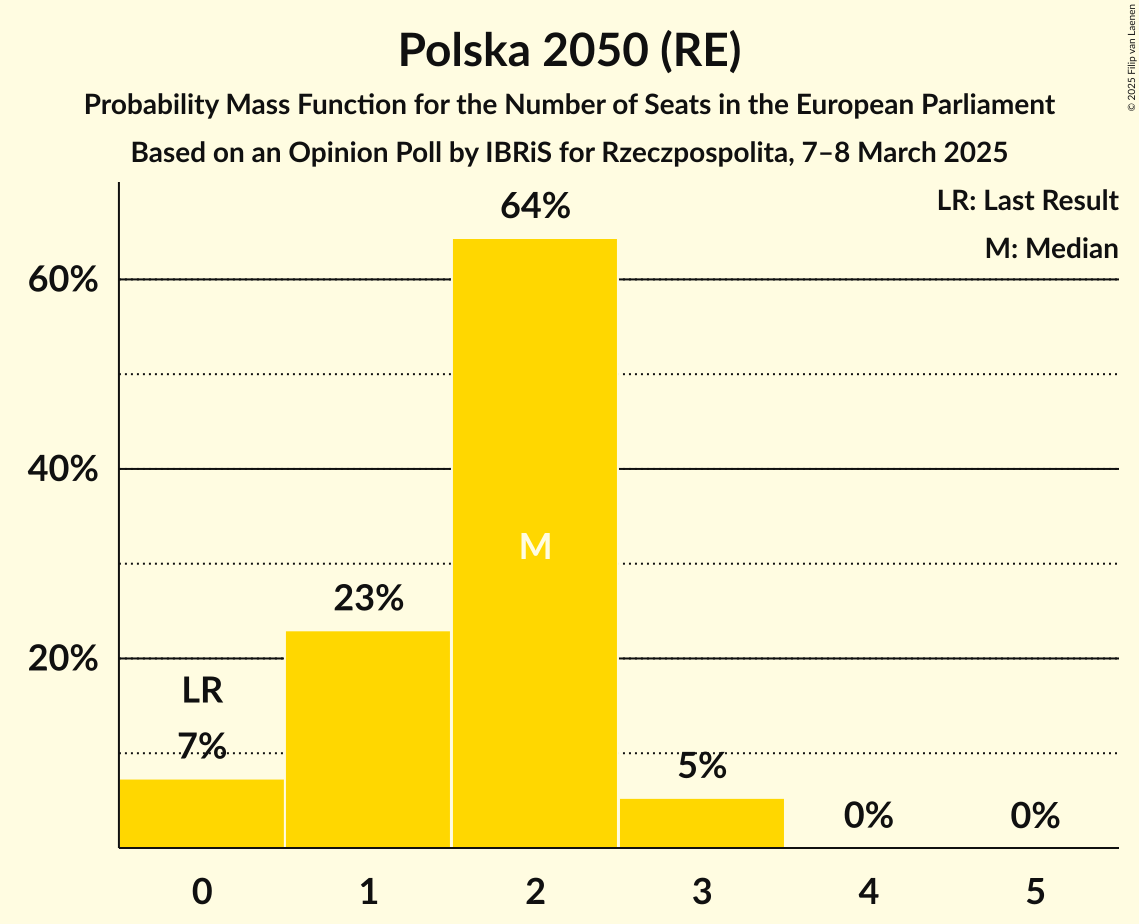 Polska 2050 (RE)
Probability Mass Function for the Number of Seats in the European Parliament
Based on an Opinion Poll by IBRiS for Rzeczpospolita, 7–8 March 2025
© 2025 Filip van Laenen
LR: Last Result
M: Median
60%
40%
20%
LR
7%
23%
64%
M
5%
0%
0%
0 1 2 3 4 5